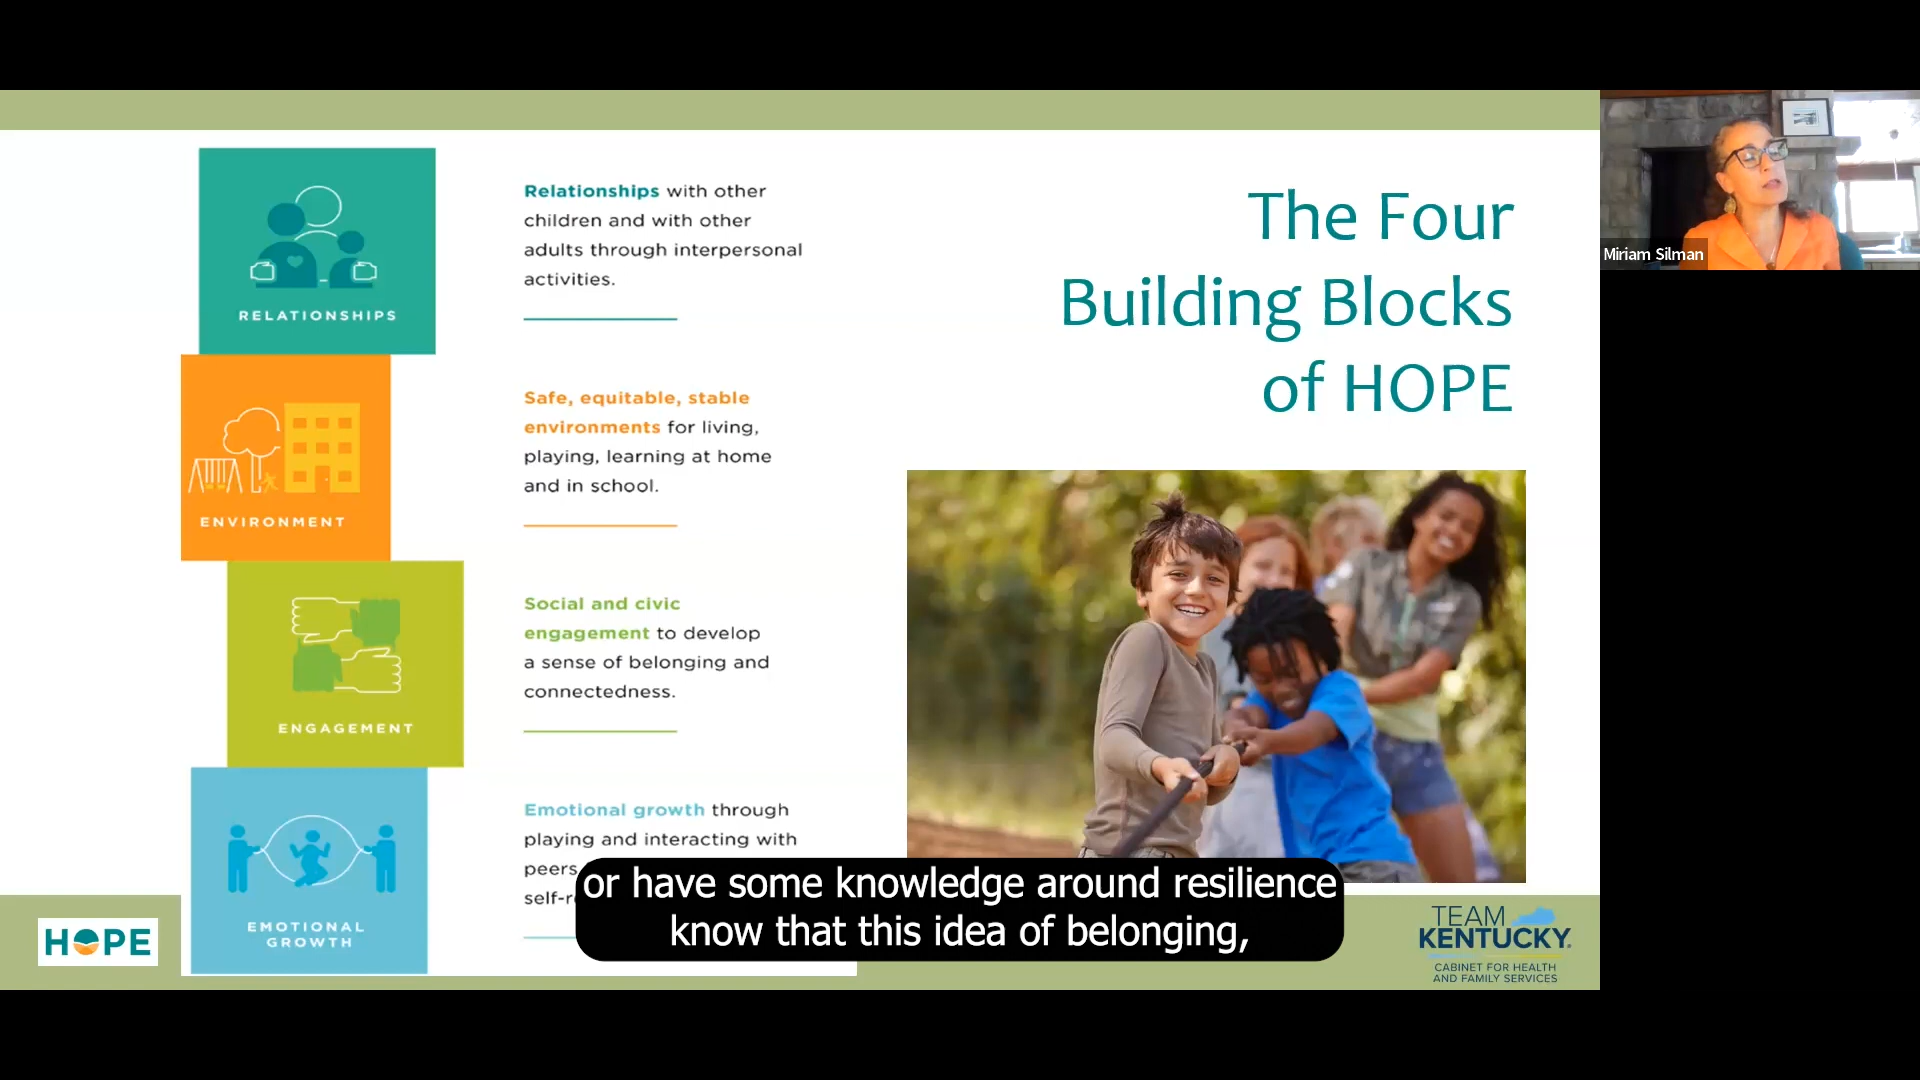 RELATIONSHIPS
Relationships with other
children and with other
adults through interpersonal
activities.
ENVIRONMENT
Safe, equitable, stable
environments for living,
playing, learning at home
and in school.
ENGAGEMENT
Social and civic
engagement to develop
a sense of belonging and
connectedness.
EMOTIONAL
GROWTH
Emotional growth through
playing and interacting with
peers
The Four
Building Blocks
of HOPE
Miriam Silman
or have some knowledge around resilience
know that this idea of belonging,
HOPE
TEAM
KENTUCKY
CABINET FOR HEALTH
AND FAMILY SERVICES